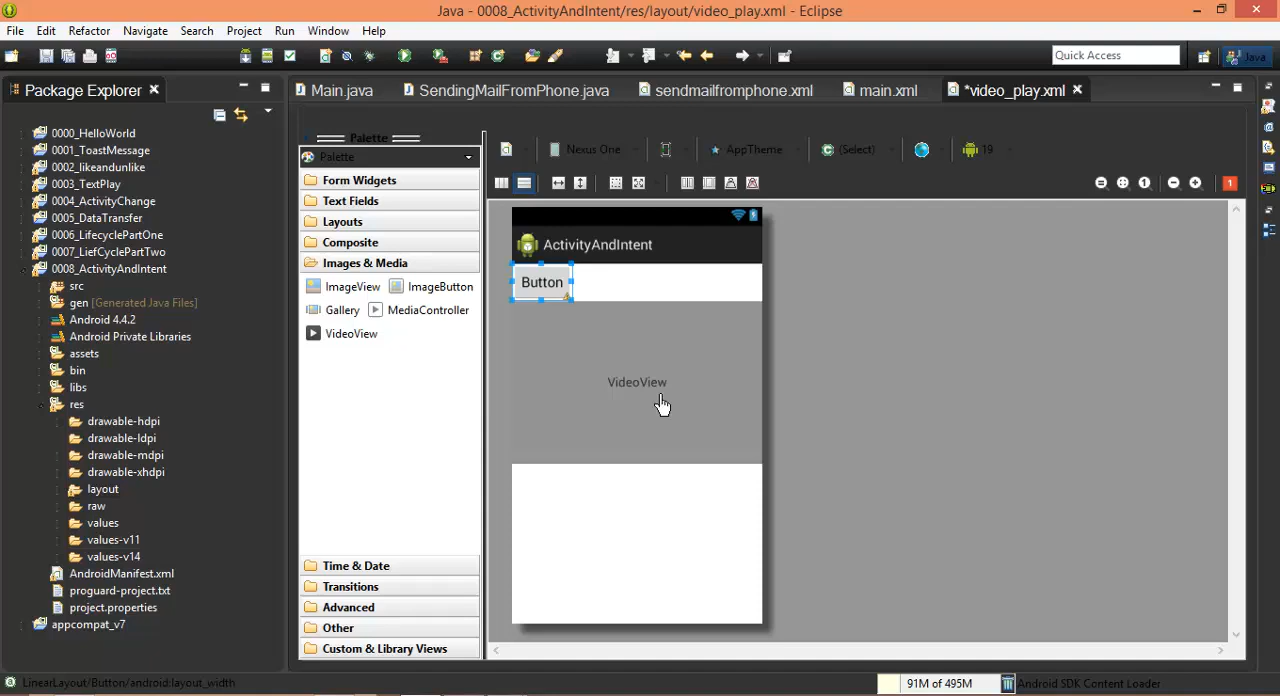 Java - 0008_ActivityAndIntent/res/layout/video_play.xml - Eclipse
File Edit Refactor Navigate Search Project Run Window Help
Quick Access
Java
Package Explorer
Main.java
SendingMailFromPhone.java
sendmailfromphone.xml
main.xml
*video_play.xml
0000_HelloWorld
0001_ToastMessage
0002_likeandunlike
0003_TextPlay
0004_ActivityChange
0005_DataTransfer
0006_LifecyclePartOne
0007_LiefCyclePartTwo
0008_ActivityAndIntent
src
gen [Generated Java Files]
Android 4.4.2
Android Private Libraries
assets
bin
libs
res
drawable-hdpi
drawable-ldpi
drawable-mdpi
drawable-xhdpi
layout
raw
values
values-v11
values-v14
AndroidManifest.xml
proguard-project.txt
project.properties
appcompat_v7
Palette
Palette
Form Widgets
Text Fields
Layouts
Composite
Images & Media
ImageView ImageButton
Gallery MediaController
VideoView
Time & Date
Transitions
Advanced
Other
Custom & Library Views
Nexus One
AppTheme
(Select)
19
1
ActivityAndIntent
Button
VideoView
LinearLayout/Button/android:layout_width
91M of 495M
Android SDK Content Loader